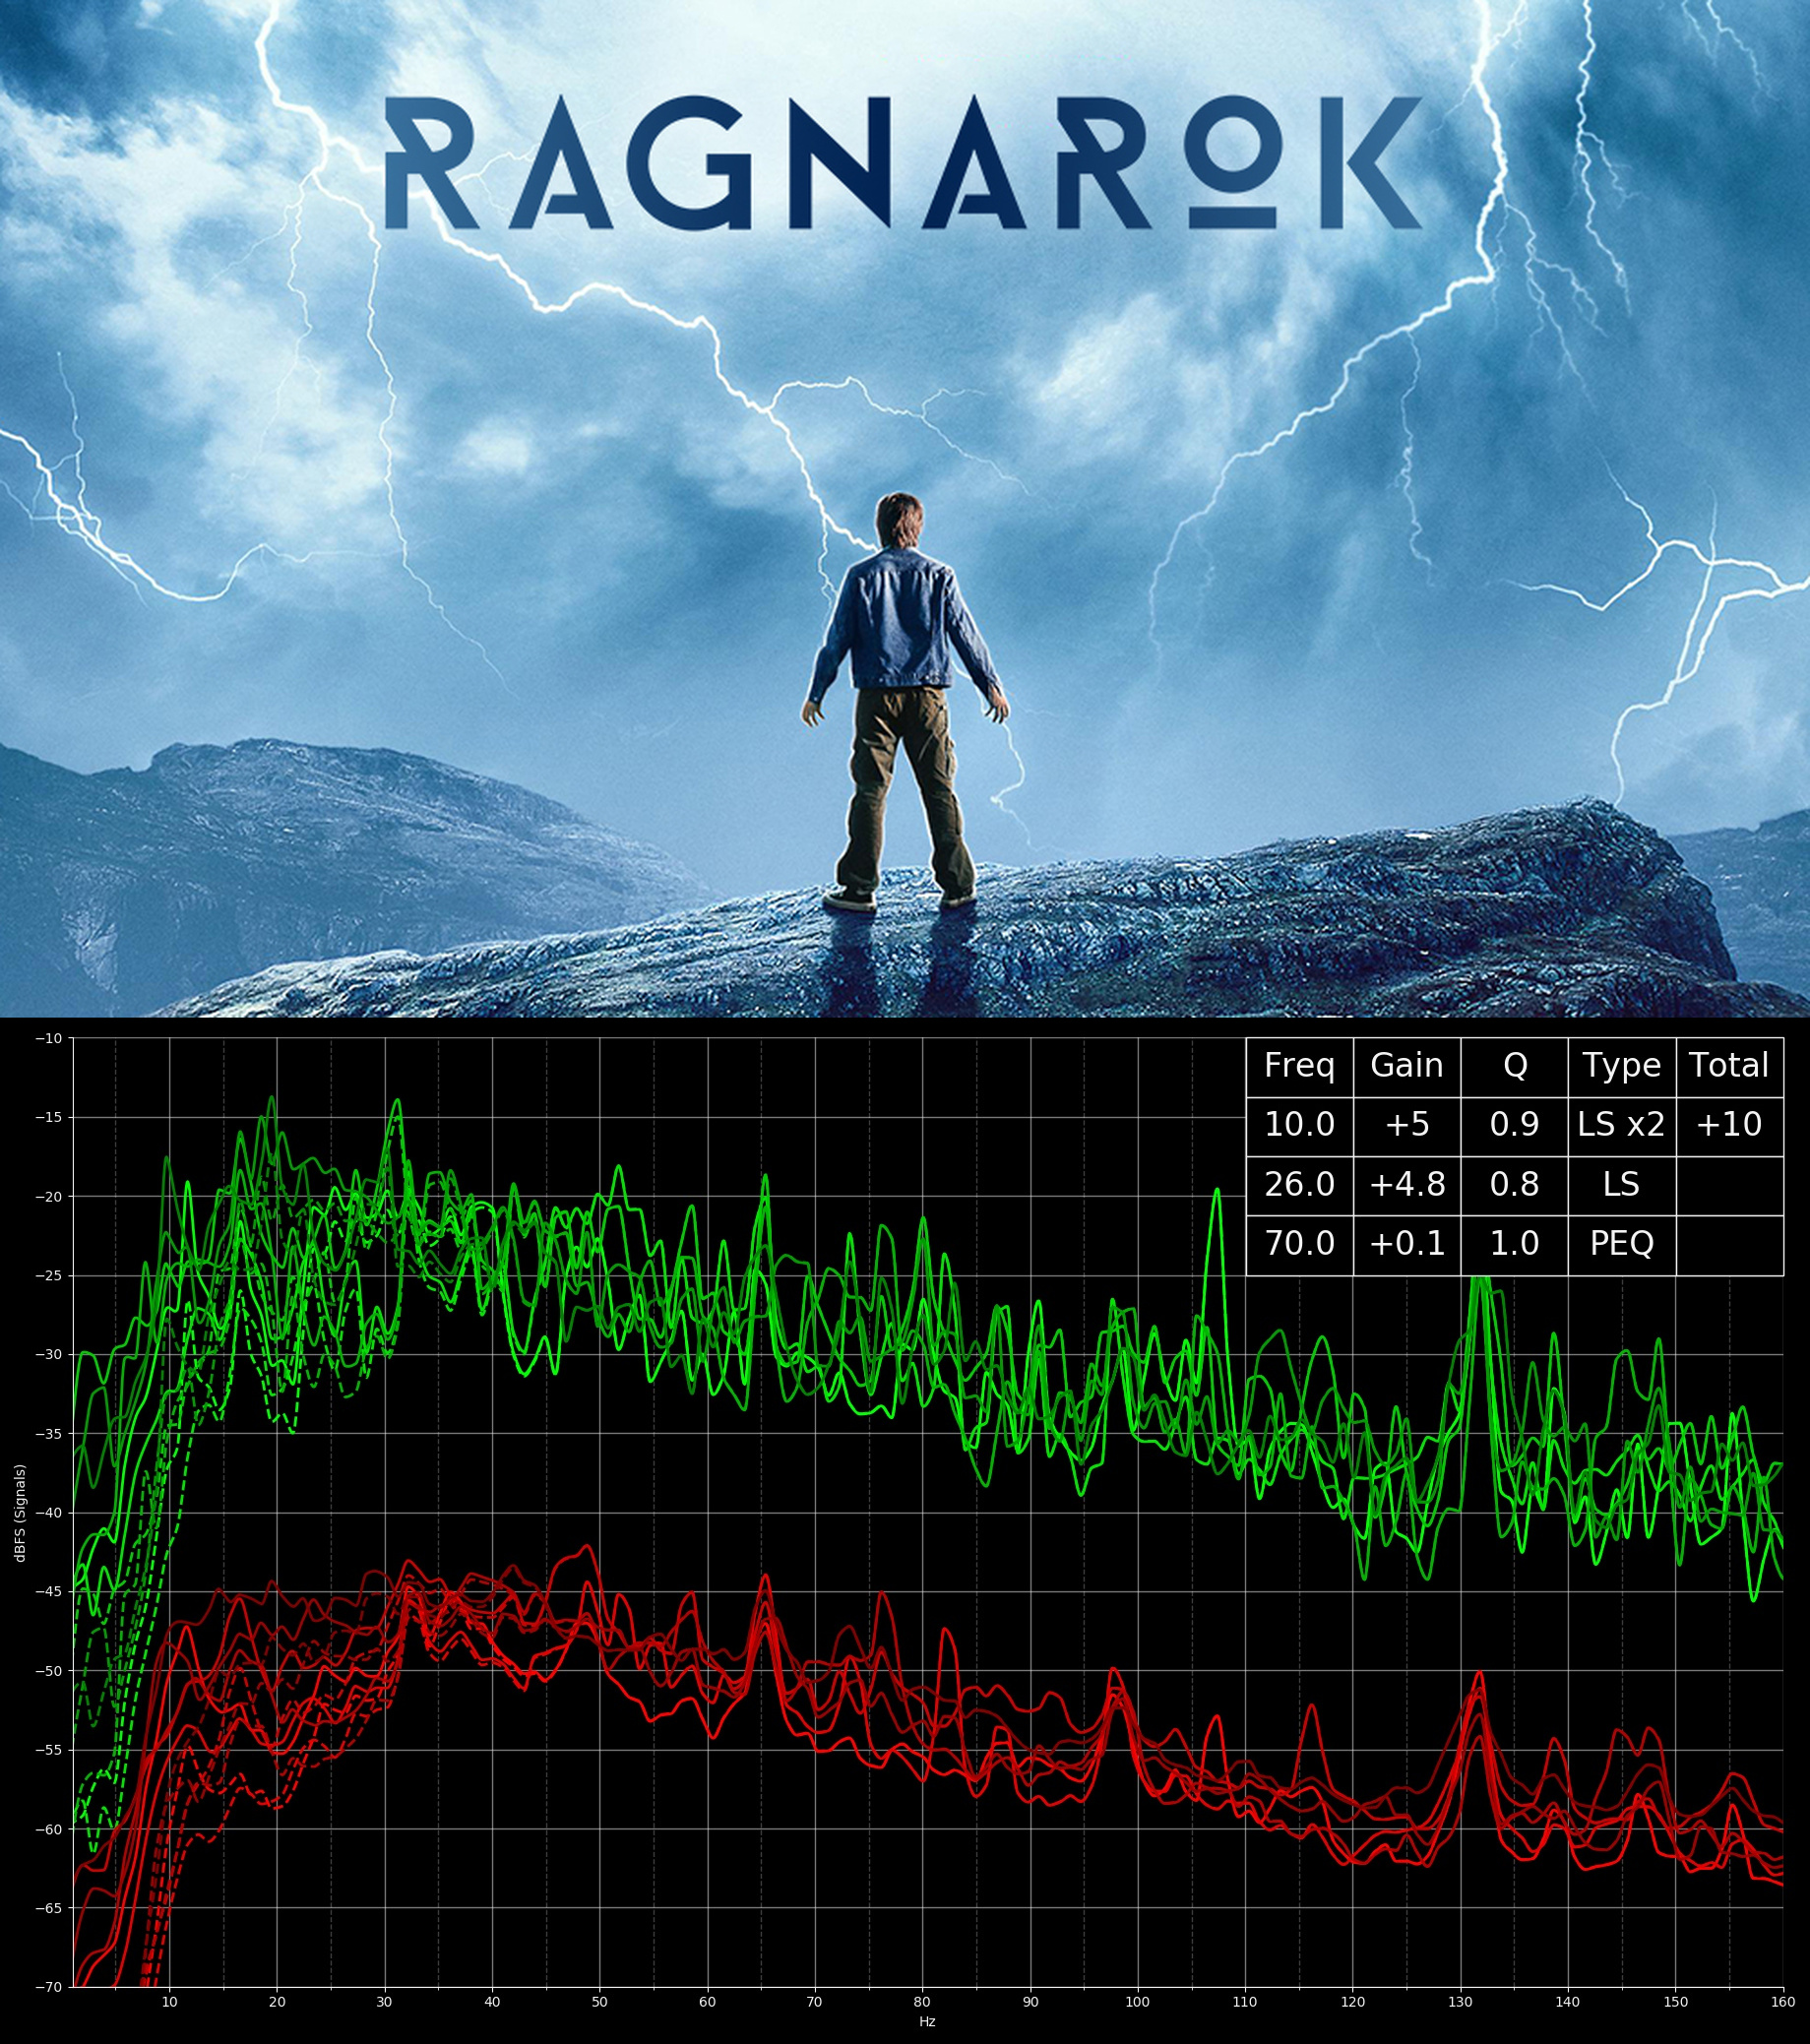 RAGNAROK
Freq Gain Q Type Total
10.0 +5 0.9 LS x2 +10
26.0 +4.8 0.8 LS
70.0 +0.1 1.0 PEQ
−10
−15
−20
−25
−30
−35
−40
−45
−50
−55
−60
−65
−70
dBFS (Signals)
10 20 30 40 50 60 70 80 90 100 110 120 130 140 150 160
Hz